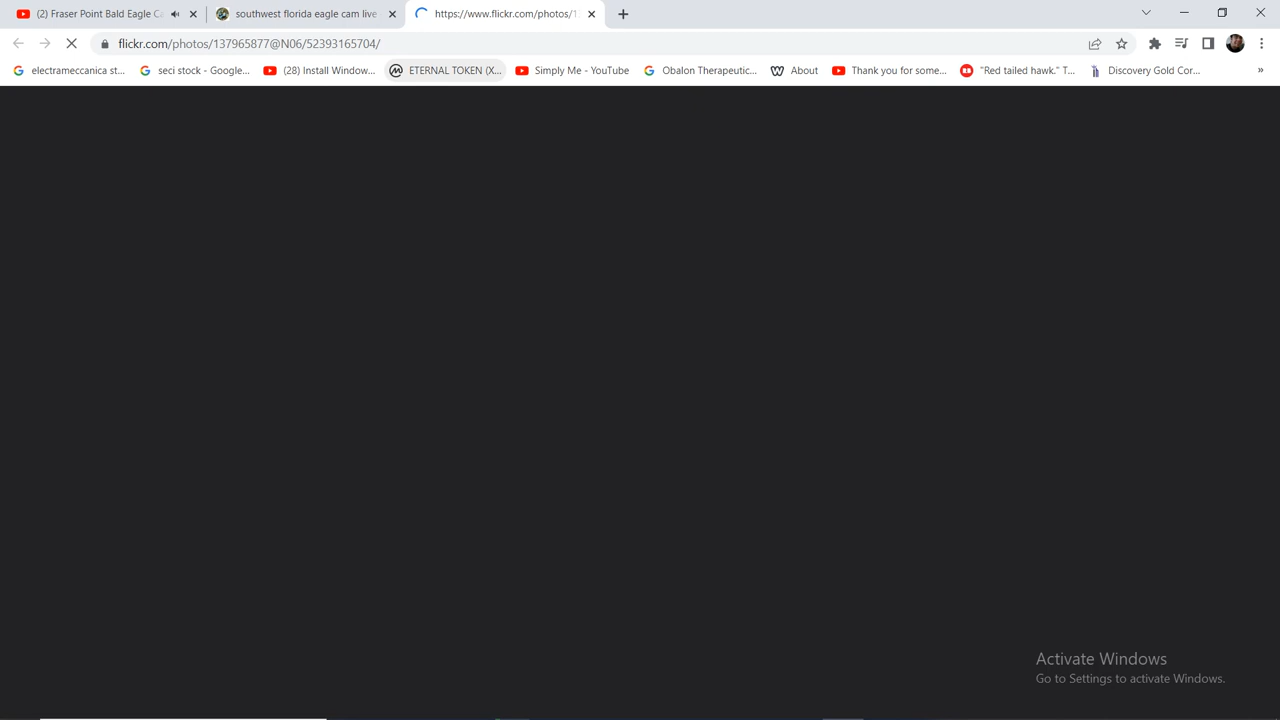 (2) Fraser Point Bald Eagle Ca
southwest florida eagle cam live
https://www.flickr.com/photos/1
flickr.com/photos/137965877@N06/52393165704/
electrameccanica st...
seci stock - Google...
(28) Install Window...
ETERNAL TOKEN (X...
Simply Me - YouTube
Obalon Therapeutic...
About
Thank you for some...
"Red tailed hawk." T...
Discovery Gold Cor...
»
Activate Windows
Go to Settings to activate Windows.